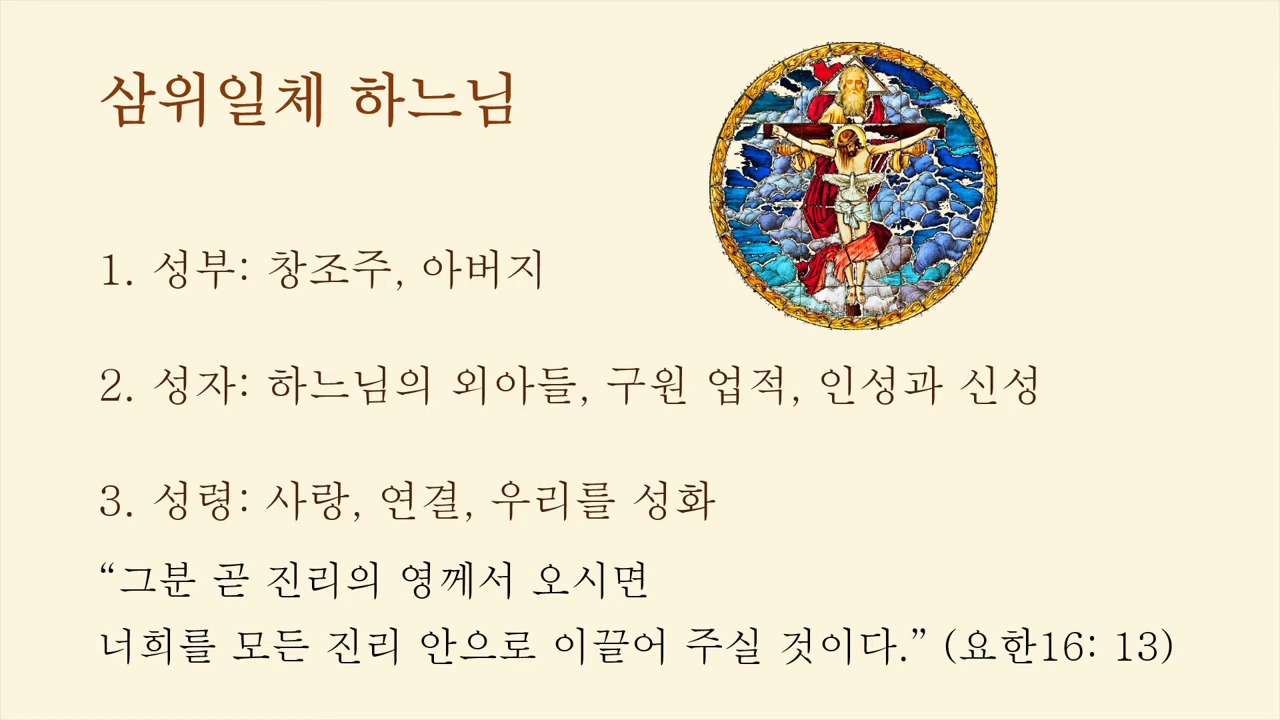 삼위일체 하느님
1. 성부: 창조주, 아버지
2. 성자: 하느님의 외아들, 구원 업적, 인성과 신성
3. 성령: 사랑, 연결, 우리를 성화
“그분 곧 진리의 영께서 오시면
너희를 모든 진리 안으로 이끌어 주실 것이다.” (요한16: 13)